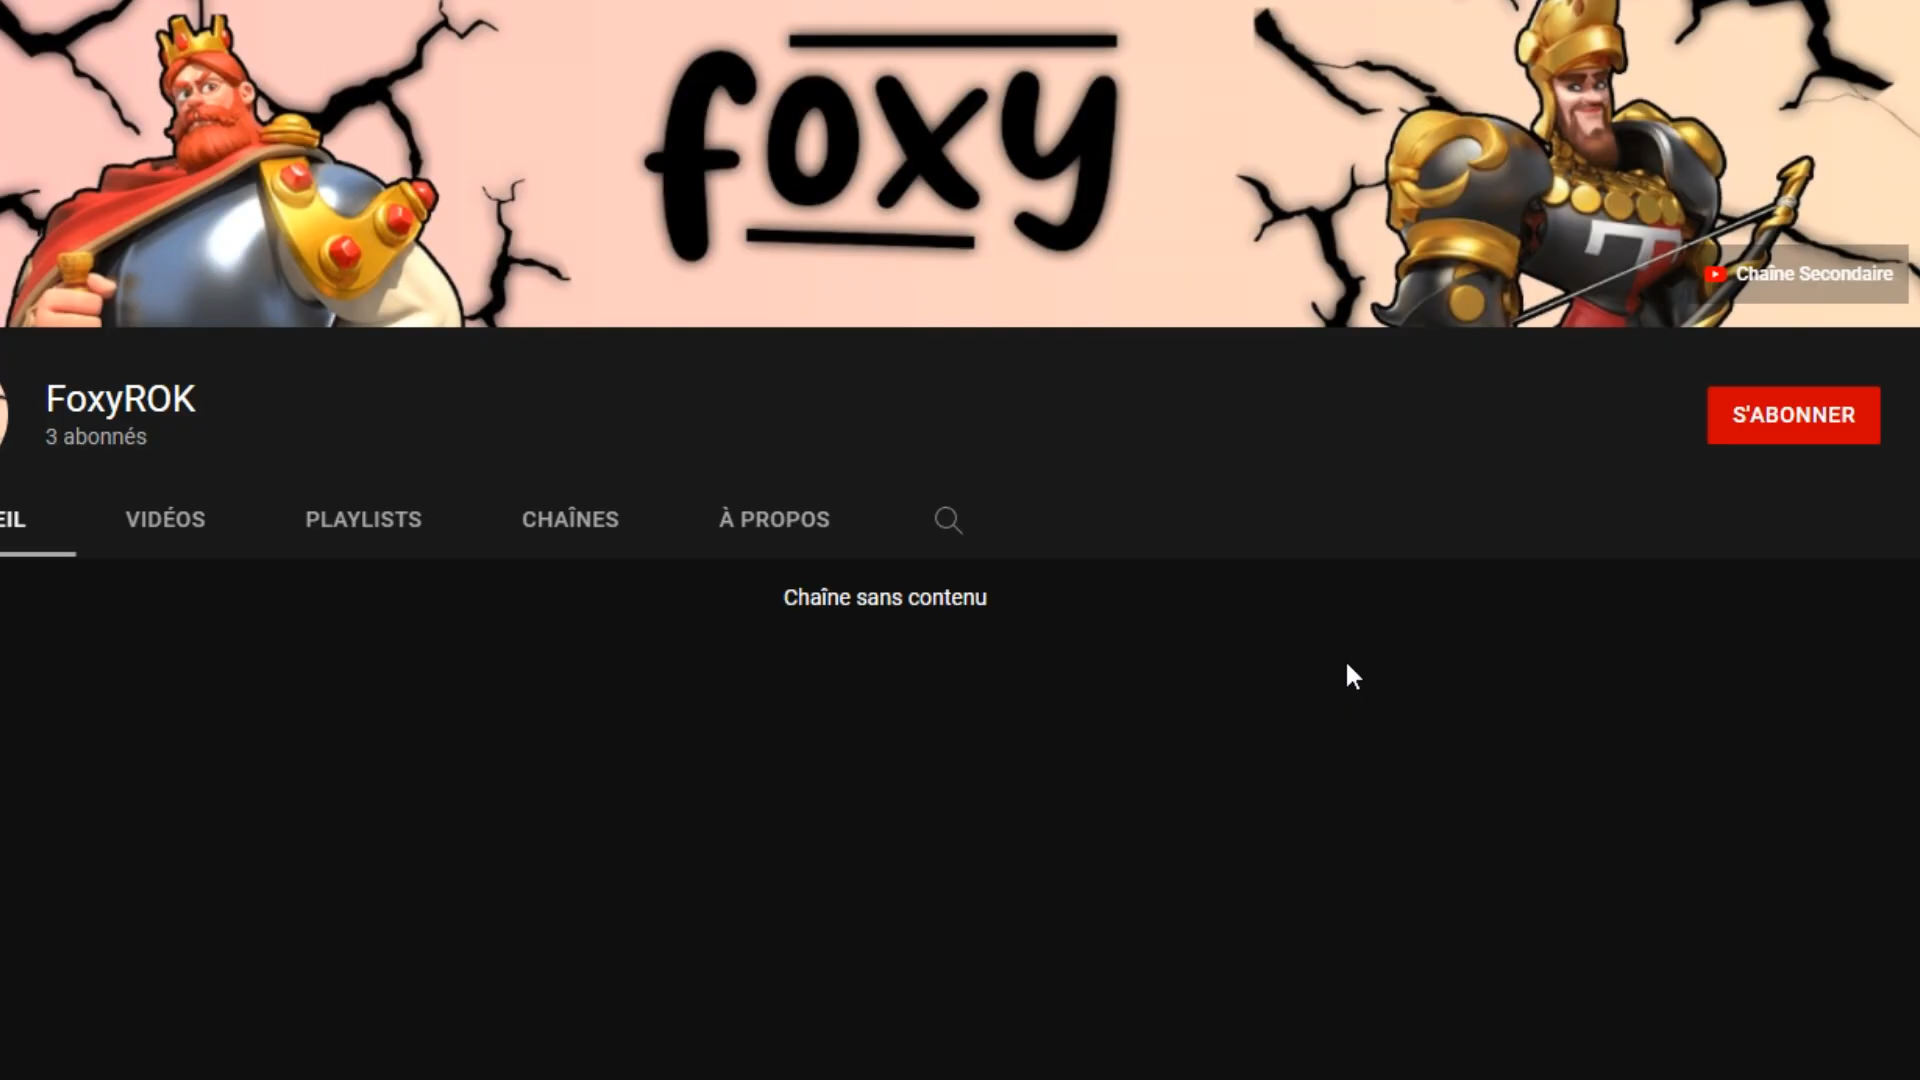 foxy
Chaîne Secondaire
FoxyROK
3 abonnés
S'ABONNER
EIL VIDÉOS PLAYLISTS CHAÎNES À PROPOS
Chaîne sans contenu